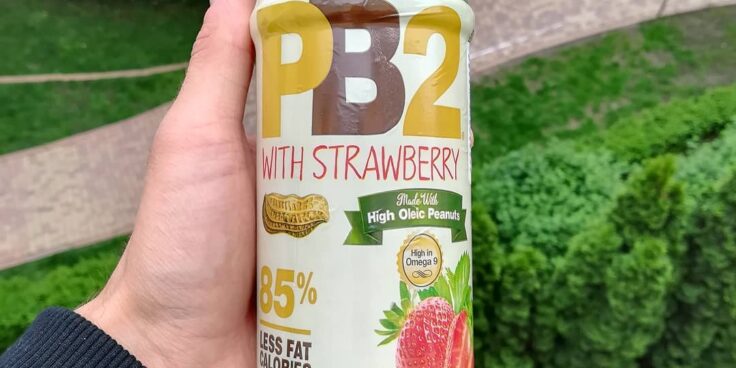 PB2
WITH STRAWBERRY
Made With
High Oleic Peanuts
High in
Omega 9
85%
LESS FAT
CALORIES